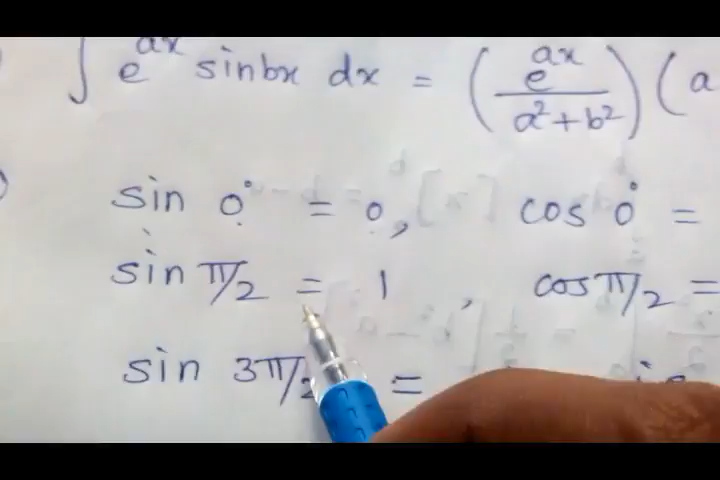 ∫ e^ax sinbx dx = (e^ax / a²+b²) (a
sin 0° = 0, cos 0° =
sin π/2 = 1, cos π/2 =
sin 3π/2 =